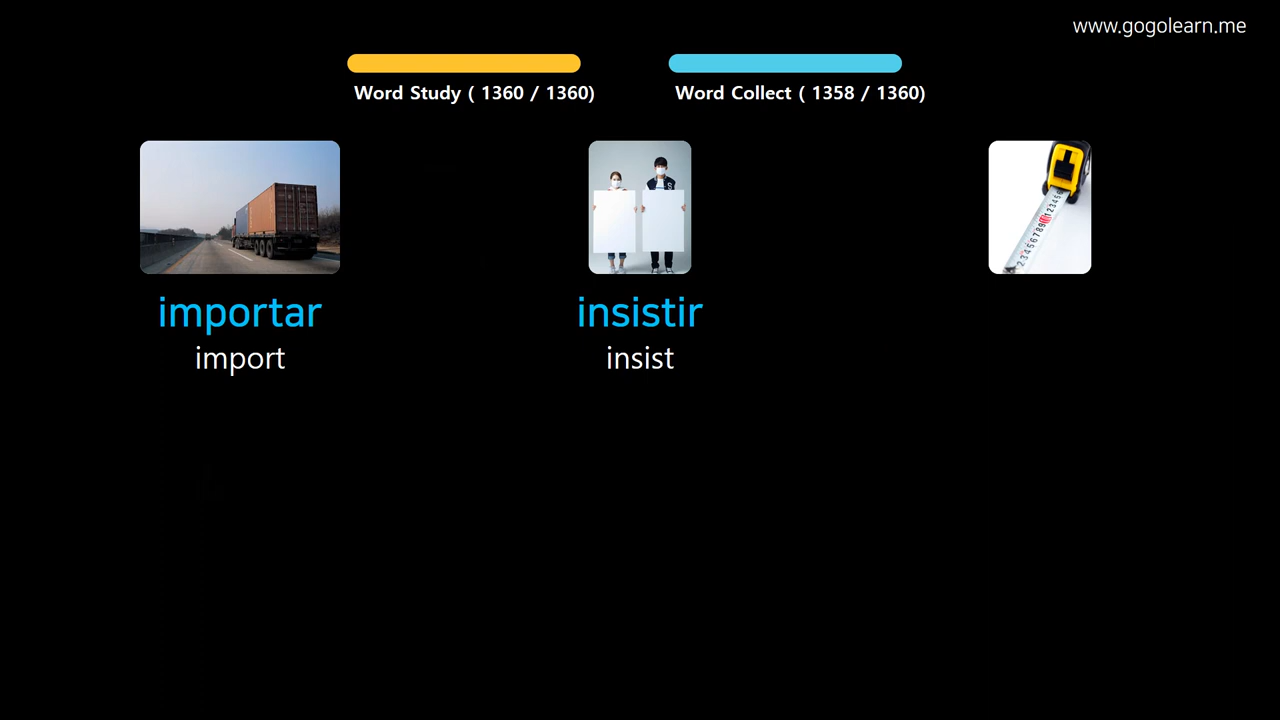 www.gogolearn.me
Word Study ( 1360 / 1360)
Word Collect ( 1358 / 1360)
importar
insistir
import
insist